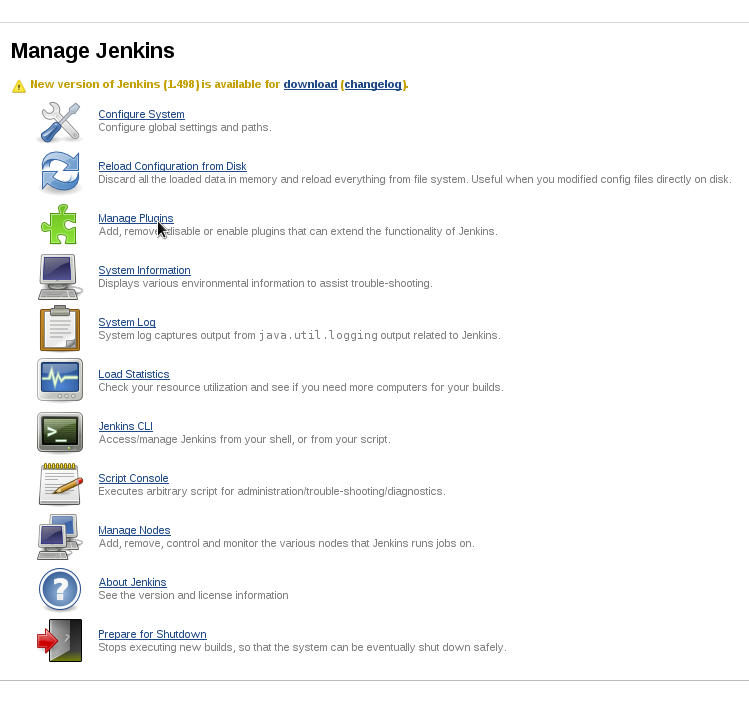 Manage Jenkins
New version of Jenkins (1.498) is available for download (changelog).
Configure System
Configure global settings and paths.
Reload Configuration from Disk
Discard all the loaded data in memory and reload everything from file system. Useful when you modified config files directly on disk.
Manage Plugins
Add, remove, disable or enable plugins that can extend the functionality of Jenkins.
System Information
Displays various environmental information to assist trouble-shooting.
System Log
System log captures output from java.util.logging output related to Jenkins.
Load Statistics
Check your resource utilization and see if you need more computers for your builds.
>_
Jenkins CLI
Access/manage Jenkins from your shell, or from your script.
Script Console
Executes arbitrary script for administration/trouble-shooting/diagnostics.
Manage Nodes
Add, remove, control and monitor the various nodes that Jenkins runs jobs on.
?
About Jenkins
See the version and license information
Prepare for Shutdown
Stops executing new builds, so that the system can be eventually shut down safely.